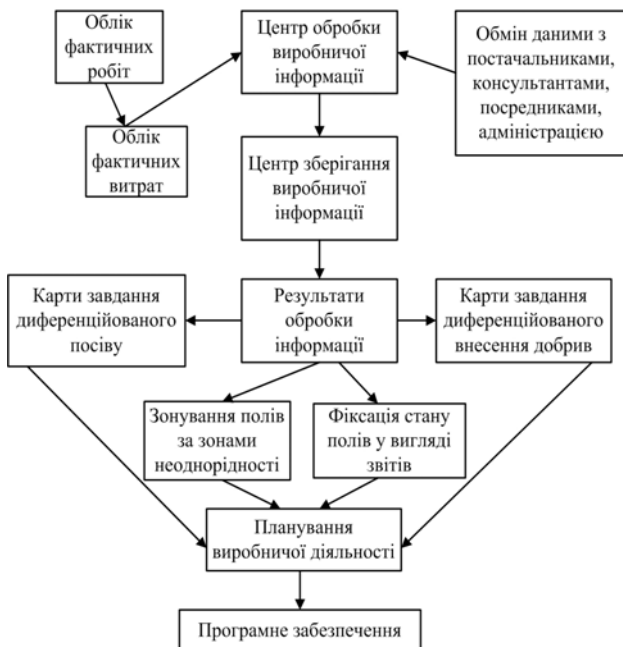 Облік
фактичних
робіт
Центр обробки
виробничої
інформації
Обмін даними з
постачальниками,
консультантами,
посредниками,
адміністрацією
Облік
фактичних
витрат
Центр зберігання
виробничої
інформації
Карти завдання
диференційованого
посіву
Результати
обробки
інформації
Карти завдання
диференційованого
внесення добрив
Зонування полів
за зонами
неоднорідності
Фіксація стану
полів у вигляді
звітів
Планування
виробничої діяльності
Програмне забезпечення